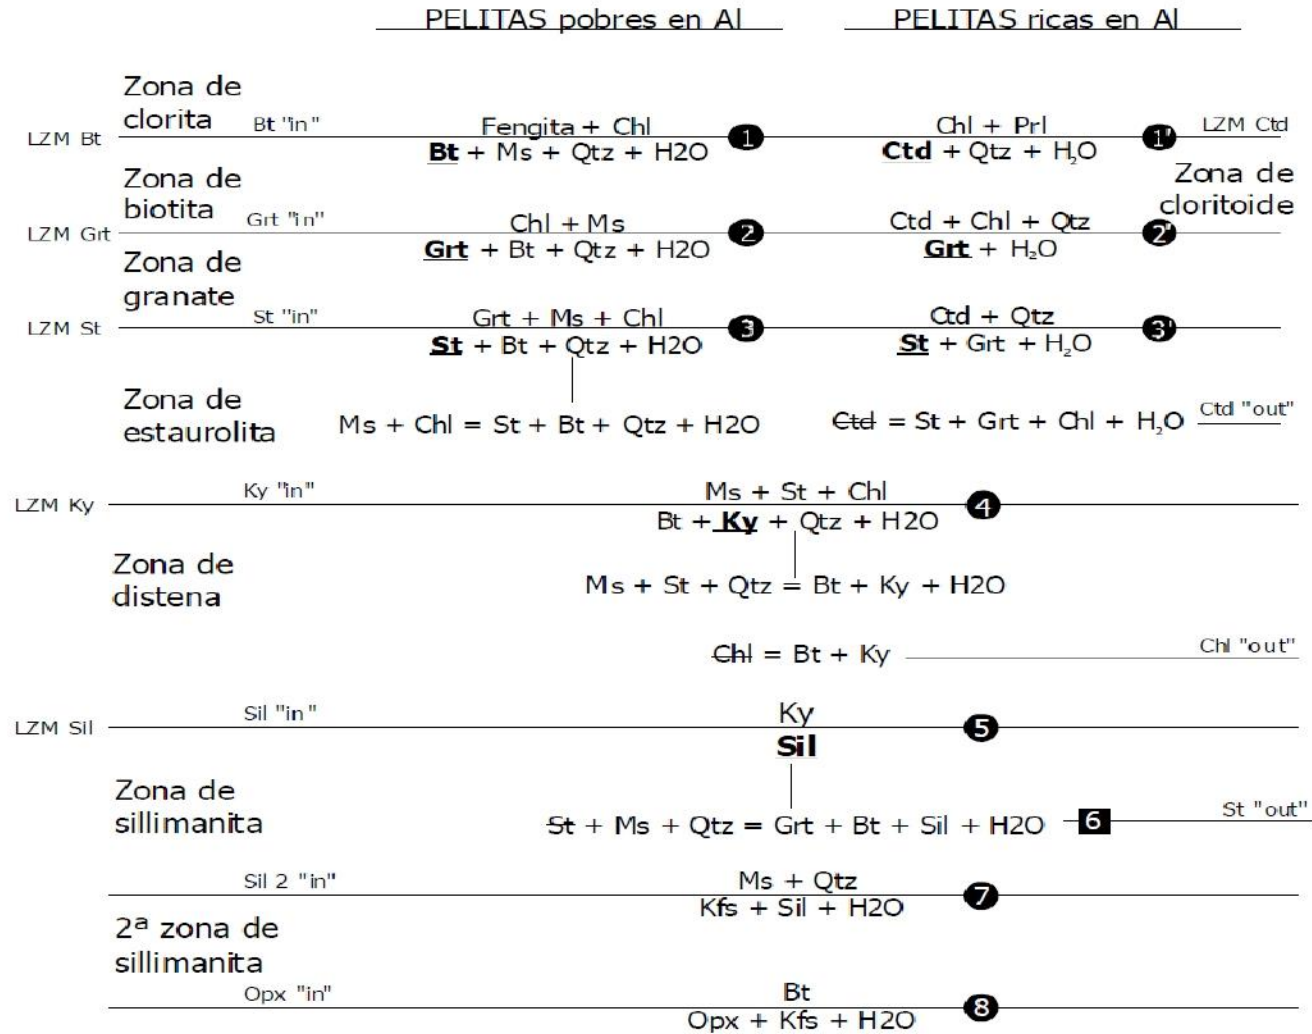 PELITAS pobres en Al PELITAS ricas en Al
Zona de
clorita
LZM Bt Bt "in" Fengita + Chl 1 Chl + Prl 1' LZM Ctd
Bt + Ms + Qtz + H2O Ctd + Qtz + H₂O
Zona de
biotita
Zona de
cloritoide
LZM Grt Grt "in" Chl + Ms 2 Ctd + Chl + Qtz 2'
Grt + Bt + Qtz + H2O Grt + H₂O
Zona de
granate
LZM St St "in" Grt + Ms + Chl 3 Ctd + Qtz 3'
St + Bt + Qtz + H2O St + Grt + H₂O
Zona de
estaurolita
Ms + Chl = St + Bt + Qtz + H2O Ctd = St + Grt + Chl + H₂O Ctd "out"
LZM Ky Ky "in" Ms + St + Chl 4
Bt + Ky + Qtz + H2O
Zona de
distena
Ms + St + Qtz = Bt + Ky + H2O
Chl = Bt + Ky Chl "out"
LZM Sil Sil "in" Ky 5
Sil
Zona de
sillimanita
St + Ms + Qtz = Grt + Bt + Sil + H2O 6 St "out"
Sil 2 "in" Ms + Qtz 7
Kfs + Sil + H2O
2ª zona de
sillimanita
Opx "in" Bt 8
Opx + Kfs + H2O